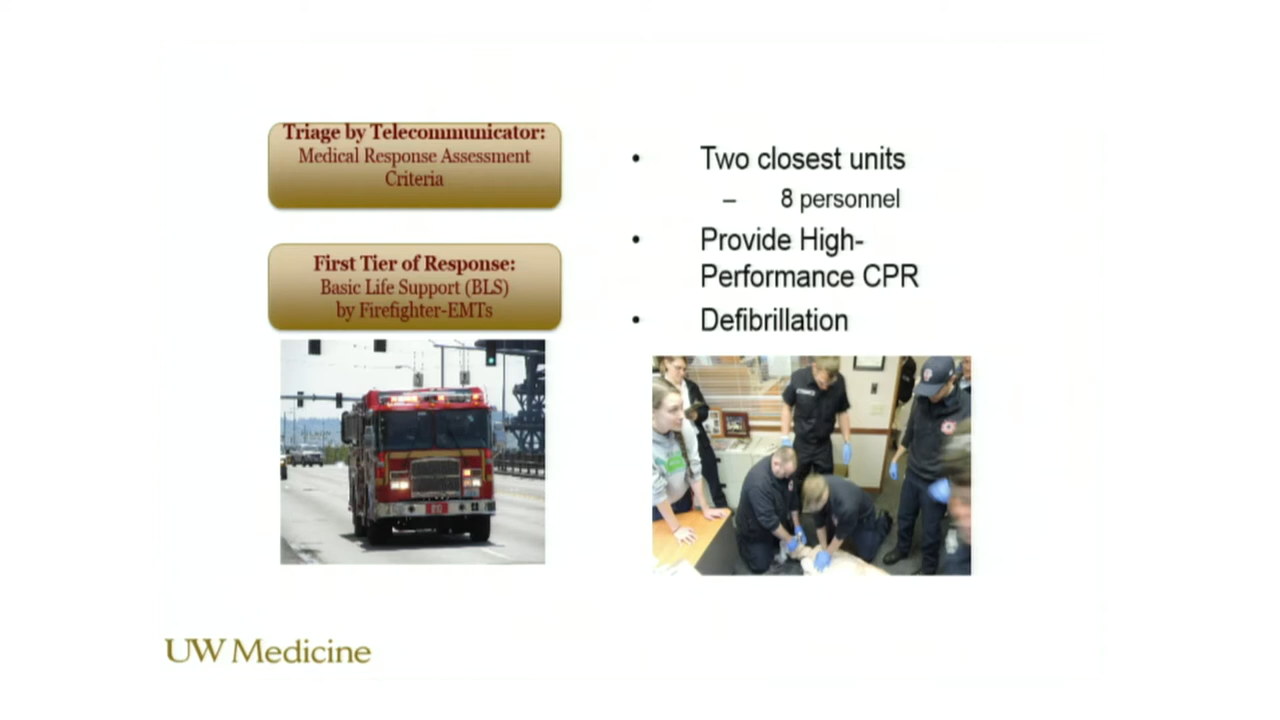 Triage by Telecommunicator:
Medical Response Assessment
Criteria
First Tier of Response:
Basic Life Support (BLS)
by Firefighter-EMTs
• Two closest units
– 8 personnel
• Provide High-
Performance CPR
• Defibrillation
UW Medicine